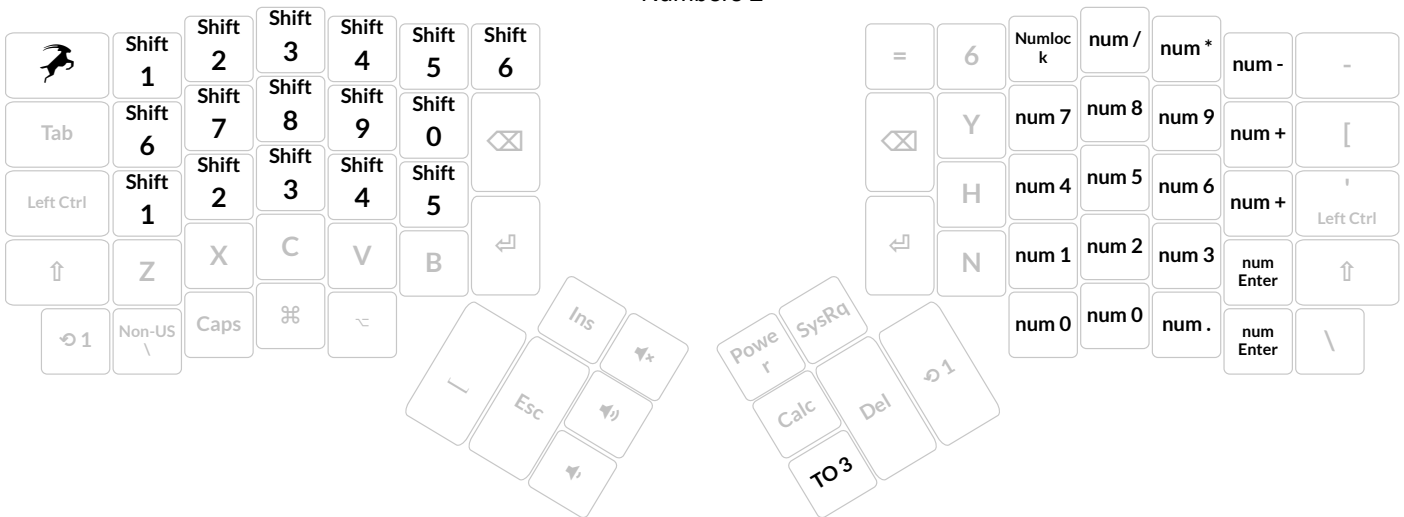 Shift 1
Shift 2
Shift 3
Shift 4
Shift 5
Shift 6
= 6 Numloc
k
num / num * num - -
Tab
Shift 6
Shift 7
Shift 8
Shift 9
Shift 0
⌫
⌫ Y num 7 num 8 num 9 num + [
Left Ctrl
Shift 1
Shift 2
Shift 3
Shift 4
Shift 5
H num 4 num 5 num 6 num + '
Left Ctrl
⇧ Z X C V B ⏎
⏎ N num 1 num 2 num 3 num
Enter
⇧
⟲ 1 Non-US
\
Caps ⌘ ⌥
num 0 num 0 num . num
Enter
\
Ins
Esc
Powe
r
SysRq
Calc Del ⟲ 1
TO 3